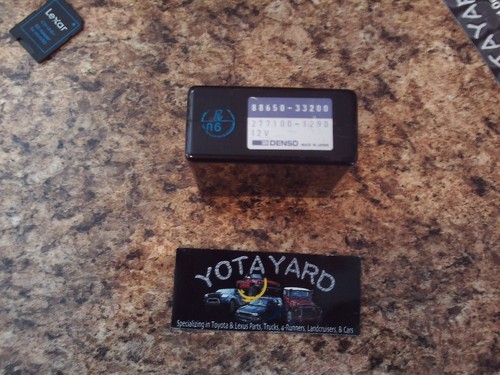 Lexar
88650-33200
277100-1290
12V
DENSO MADE IN JAPAN
YOTAYARD
Specializing in Toyota & Lexus Parts, Trucks, 4-Runners, Landcruisers, & Cars